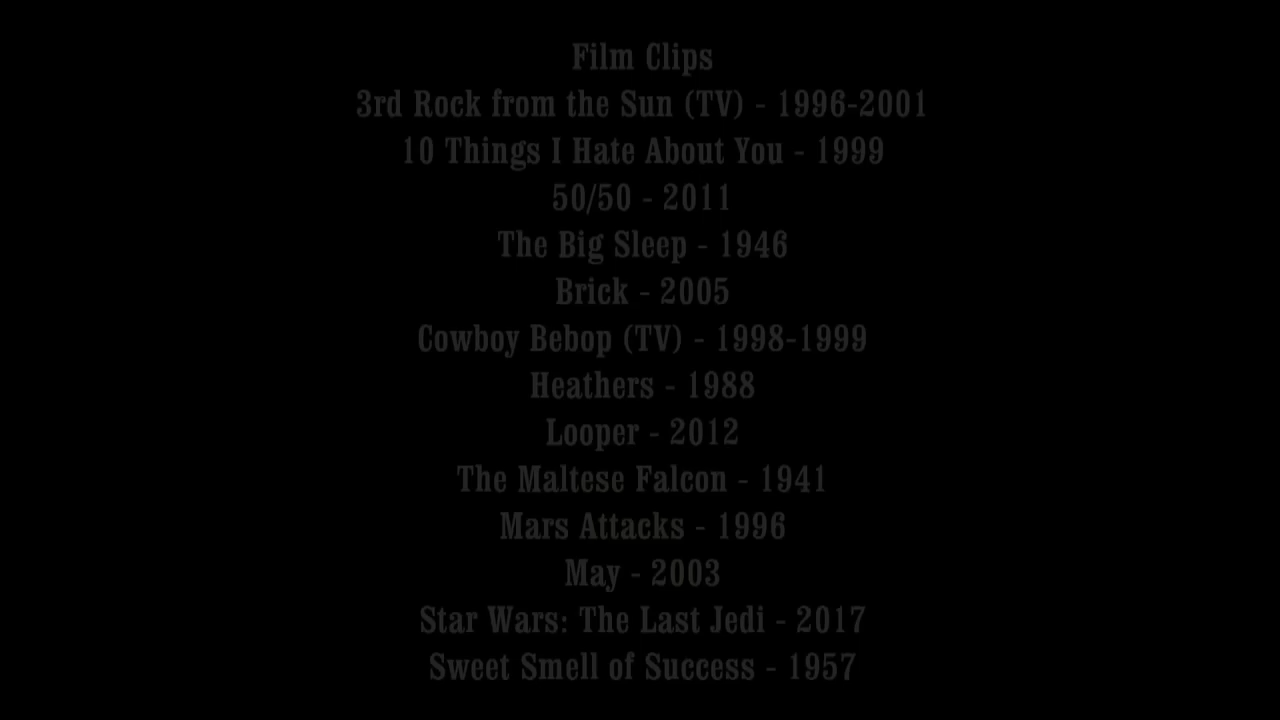 Film Clips
3rd Rock from the Sun (TV) - 1996-2001
10 Things I Hate About You - 1999
50/50 - 2011
The Big Sleep - 1946
Brick - 2005
Cowboy Bebop (TV) - 1998-1999
Heathers - 1988
Looper - 2012
The Maltese Falcon - 1941
Mars Attacks - 1996
May - 2003
Star Wars: The Last Jedi - 2017
Sweet Smell of Success - 1957